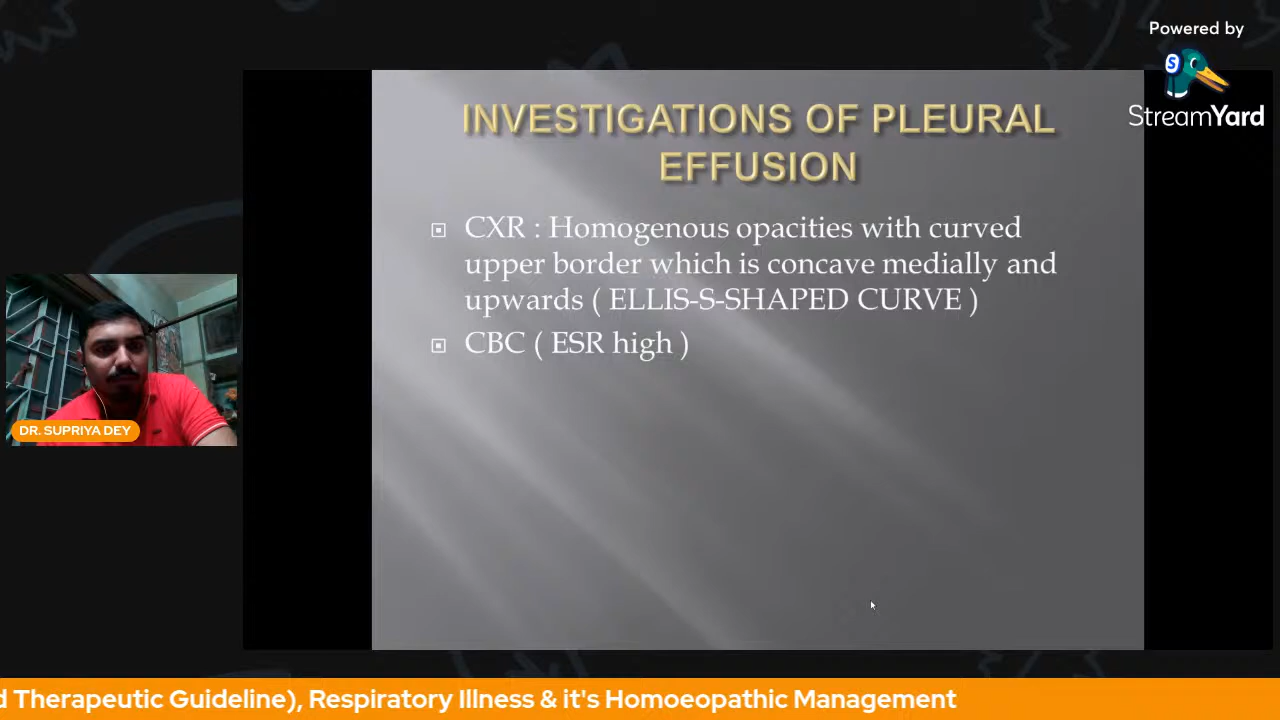 Powered by
StreamYard
INVESTIGATIONS OF PLEURAL
EFFUSION
CXR : Homogenous opacities with curved
upper border which is concave medially and
upwards ( ELLIS-S-SHAPED CURVE )
CBC ( ESR high )
DR. SUPRIYA DEY
d Therapeutic Guideline), Respiratory Illness & it's Homoeopathic Management